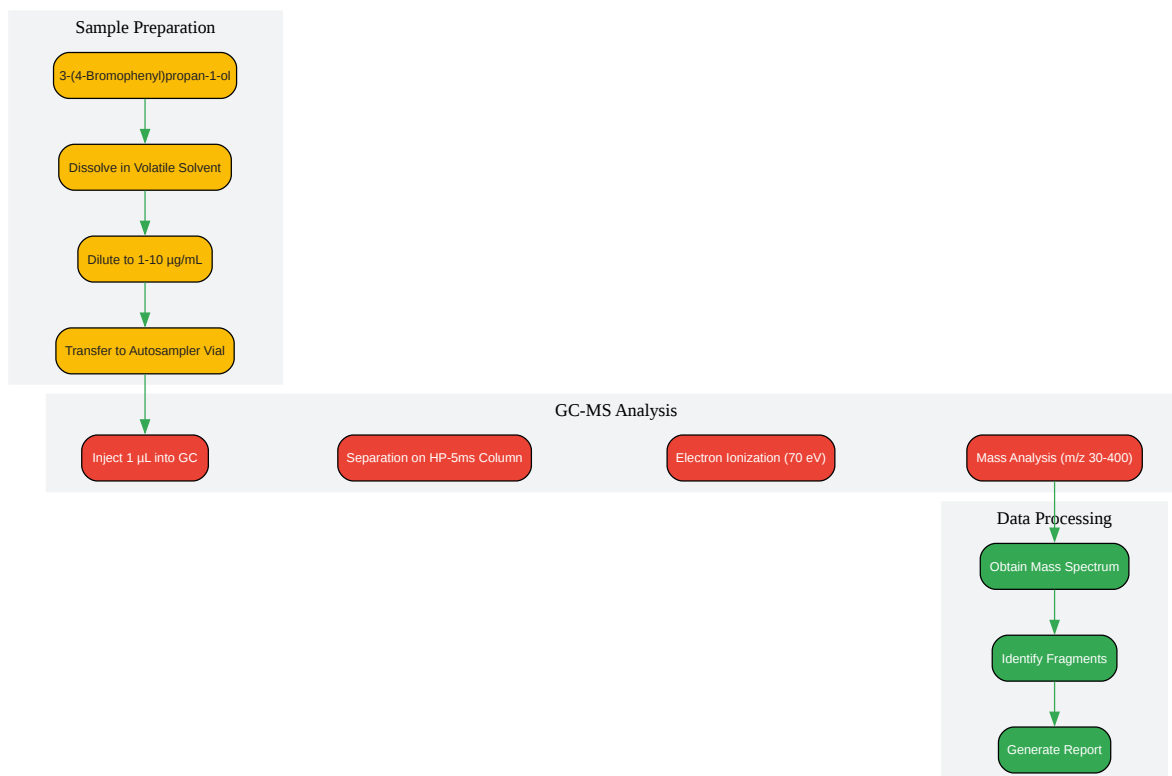 Sample Preparation
3-(4-Bromophenyl)propan-1-ol
Dissolve in Volatile Solvent
Dilute to 1-10 µg/mL
Transfer to Autosampler Vial
GC-MS Analysis
Inject 1 µL into GC
Separation on HP-5ms Column
Electron Ionization (70 eV)
Mass Analysis (m/z 30-400)
Data Processing
Obtain Mass Spectrum
Identify Fragments
Generate Report